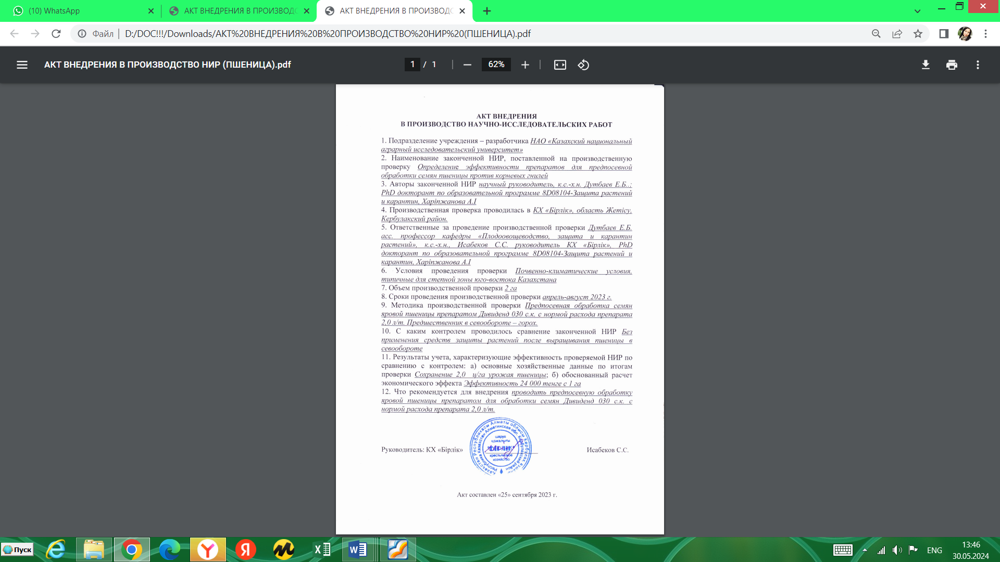 (10) WhatsApp
АКТ ВНЕДРЕНИЯ В ПРОИЗВОДС
АКТ ВНЕДРЕНИЯ В ПРОИЗВОДС
Файл
D:/DOC!!!/Downloads/АКТ%20ВНЕДРЕНИЯ%20В%20ПРОИЗВОДСТВО%20НИР%20(ПШЕНИЦА).pdf
АКТ ВНЕДРЕНИЯ В ПРОИЗВОДСТВО НИР (ПШЕНИЦА).pdf
1 / 1
62%
АКТ ВНЕДРЕНИЯ
В ПРОИЗВОДСТВО НАУЧНО-ИССЛЕДОВАТЕЛЬСКИХ РАБОТ
1. Подразделение учреждения – разработчика НАО «Казахский национальный
аграрный исследовательский университет»
2. Наименование законченной НИР, поставленной на производственную
проверку Определение эффективности препаратов для предпосевной
обработки семян пшеницы против корневых гнилей
3. Авторы законченной НИР научный руководитель, к.с.-х.н. Дутбаев Е.Б..;
PhD докторант по образовательной программе 8D08104-Защита растений
и карантин, Харіпжанова А.І
4. Производственная проверка проводилась в КХ «Бірлік», область Жетісу,
Кербулакский район.
5. Ответственные за проведение производственной проверки Дутбаев Е.Б.
асс. профессор кафедры «Плодоовощеводство, защита и карантин
растений», к.с.-х.н., Исабеков С.С. руководитель КХ «Бірлік», PhD
докторант по образовательной программе 8D08104-Защита растений и
карантин, Харіпжанова А.І
6. Условия проведения проверки Почвенно-климатические условия,
типичные для степной зоны юго-востока Казахстана
7. Объем производственной проверки 2 га
8. Сроки проведения производственной проверки апрель-август 2023 г.
9. Методика производственной проверки Предпосевная обработка семян
яровой пшеницы препаратом Дивиденд 030 с.к. с нормой расхода препарата
2,0 л/т. Предшественник в севообороте – горох.
10. С каким контролем проводилось сравнение законченной НИР Без
применения средств защиты растений после выращивания пшеницы в
севообороте
11. Результаты учета, характеризующие эффективность проверяемой НИР по
сравнению с контролем: а) основные хозяйственные данные по итогам
проверки Сохранение 2,0 ц/га урожая пшеницы; б) обоснованный расчет
экономического эффекта Эффективность 24 000 тенге с 1 га
12. Что рекомендуется для внедрения проводить предпосевную обработку
яровой пшеницы препаратом для обработки семян Дивиденд 030 с.к. с
нормой расхода препарата 2,0 л/т.
Қазақстан Республикасы Алматы облысы Кербұлақ
Республика Казахстан Алматинская обл. Кербулакский район
шаруа
қожалығы
крестьянское
хозяйство
Руководитель: КХ «Бірлік»
Исабеков С.С.
Акт составлен «25» сентября 2023 г.
Пуск
ENG
13:46
30.05.2024